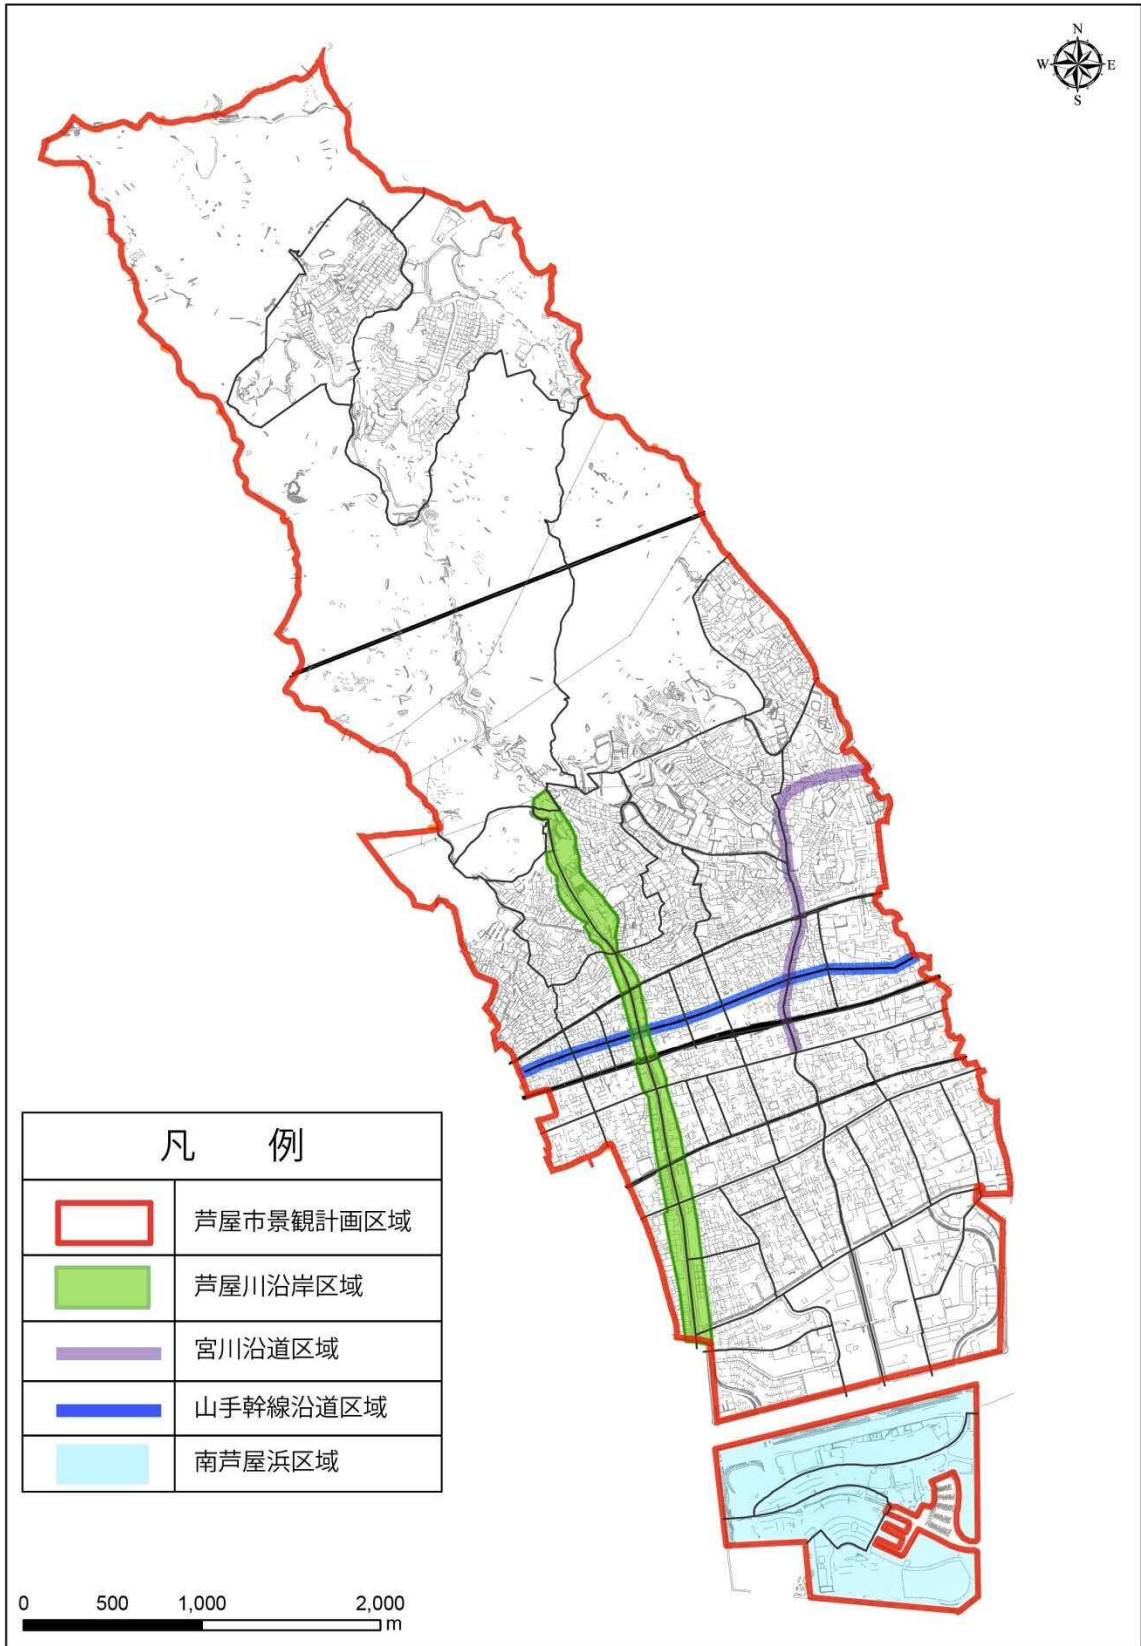 N
W E
S
凡 例
芦屋市景観計画区域
芦屋川沿岸区域
宮川沿道区域
山手幹線沿道区域
南芦屋浜区域
0 500 1,000 2,000
m